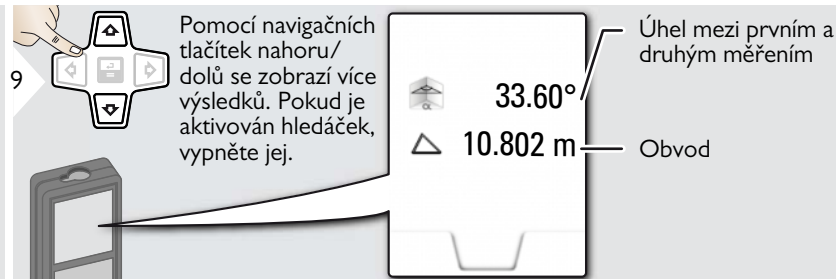 9
Pomocí navigačních
tlačítek nahoru/
dolů se zobrazí více
výsledků. Pokud je
aktivován hledáček,
vypněte jej.
α 33.60°
10.802 m
Úhel mezi prvním a
druhým měřením
Obvod